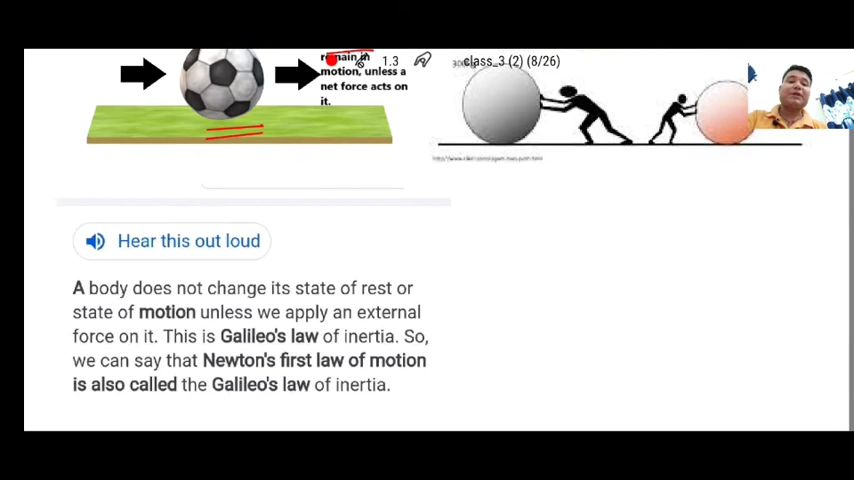 remain in
motion, unless a
net force acts on
it.
1.3
class_3 (2) (8/26)
Hear this out loud
A body does not change its state of rest or
state of motion unless we apply an external
force on it. This is Galileo's law of inertia. So,
we can say that Newton's first law of motion
is also called the Galileo's law of inertia.